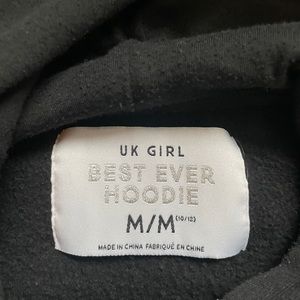 UK GIRL
BEST EVER
HOODIE
M/M (10/12)
MADE IN CHINA FABRIQUÉ EN CHINE